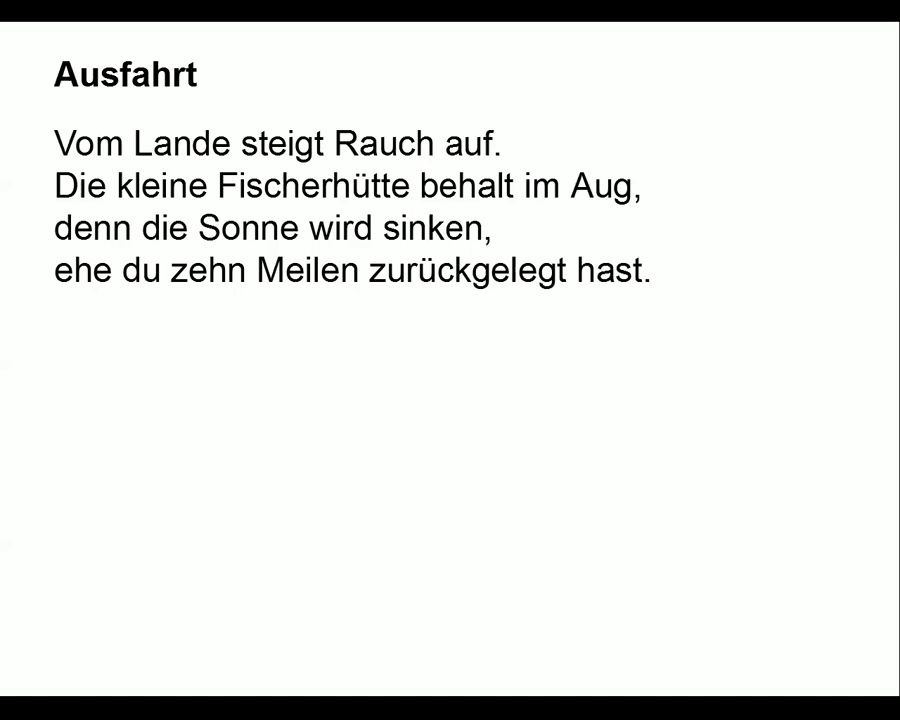 Ausfahrt
Vom Lande steigt Rauch auf.
Die kleine Fischerhütte behalt im Aug,
denn die Sonne wird sinken,
ehe du zehn Meilen zurückgelegt hast.